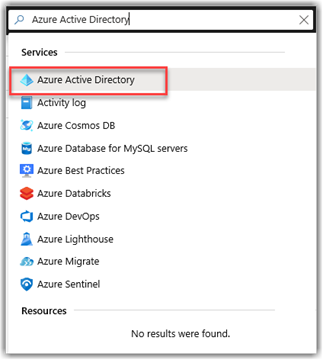 Azure Active Directory
Services
Azure Active Directory
Activity log
Azure Cosmos DB
Azure Database for MySQL servers
Azure Best Practices
Azure Databricks
Azure DevOps
Azure Lighthouse
Azure Migrate
Azure Sentinel
Resources
No results were found.